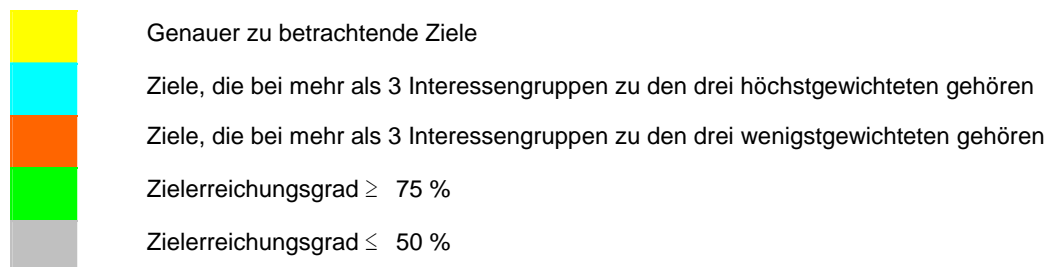 Genauer zu betrachtende Ziele
Ziele, die bei mehr als 3 Interessengruppen zu den drei höchstgewichteten gehören
Ziele, die bei mehr als 3 Interessengruppen zu den drei wenigstgewichteten gehören
Zielerreichungsgrad ≥ 75 %
Zielerreichungsgrad ≤ 50 %